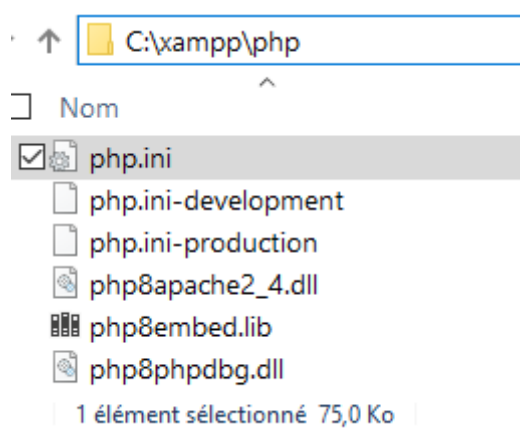 C:\xampp\php
Nom
php.ini
php.ini-development
php.ini-production
php8apache2_4.dll
php8embed.lib
php8phpdbg.dll
1 élément sélectionné 75,0 Ko